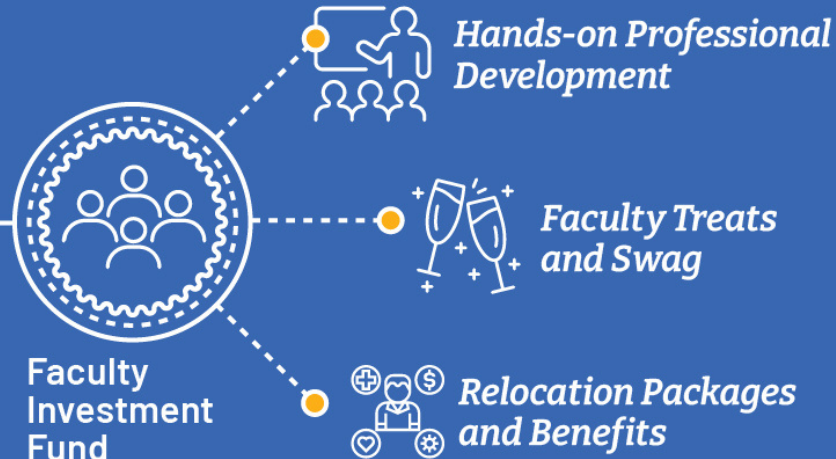 Hands-on Professional
Development
Faculty Treats
and Swag
Faculty
Investment
Fund
Relocation Packages
and Benefits